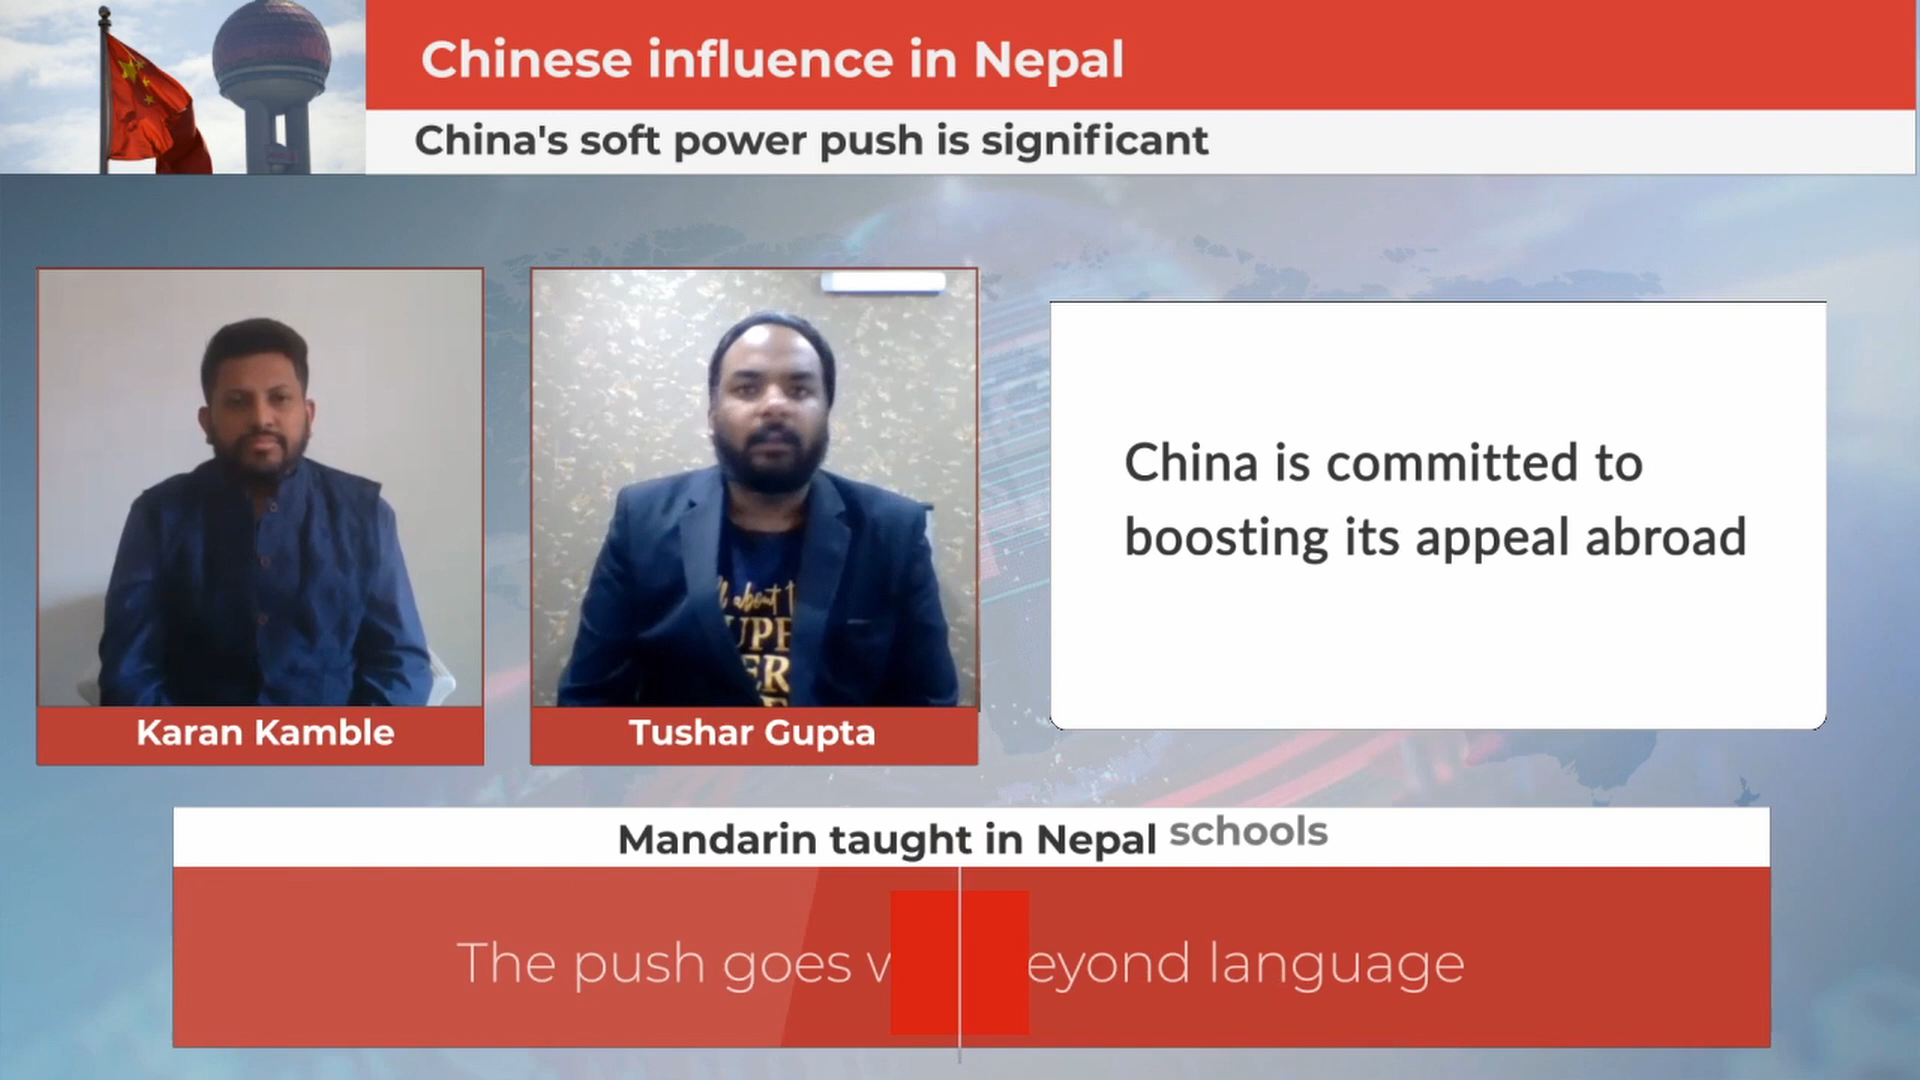 Chinese influence in Nepal
China's soft power push is significant
China is committed to
boosting its appeal abroad
Karan Kamble
Tushar Gupta
Mandarin taught in Nepal schools
The push goes language